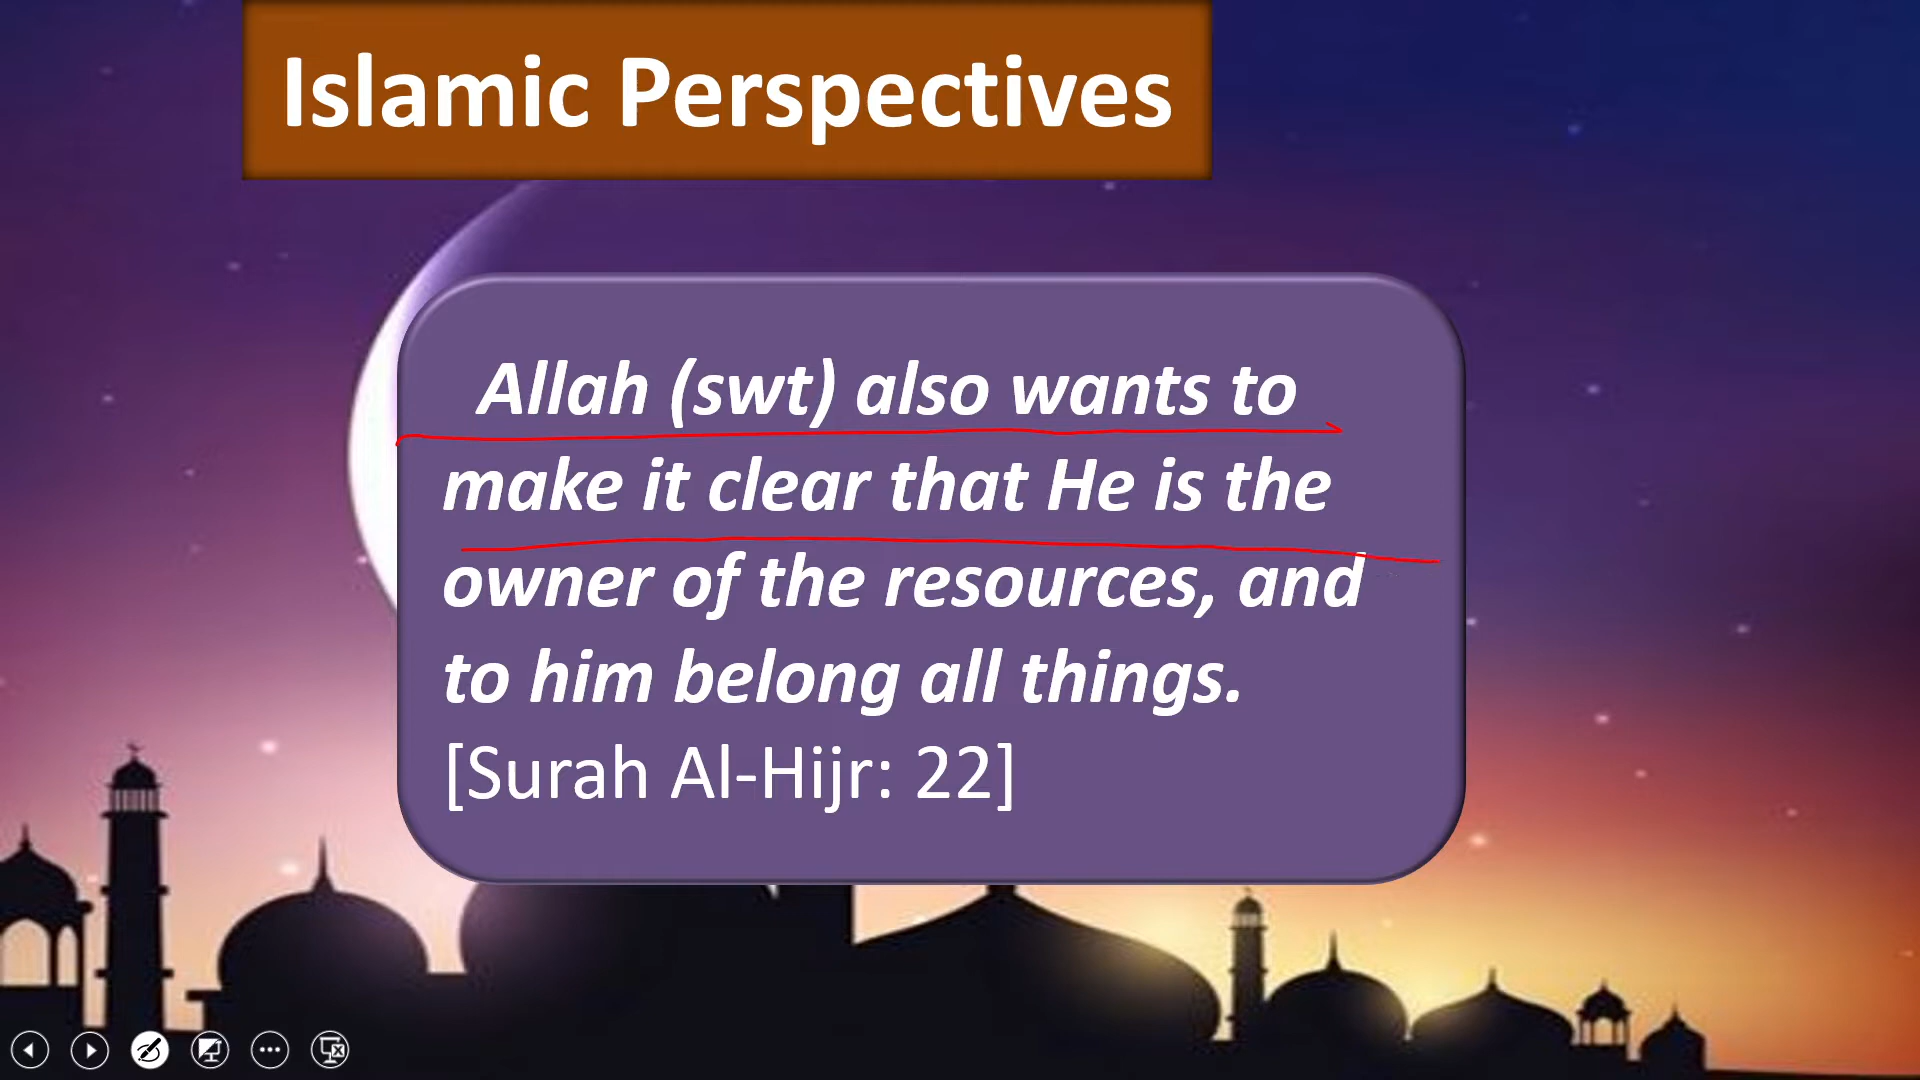 Islamic Perspectives
Allah (swt) also wants to
make it clear that He is the
owner of the resources, and
to him belong all things.
[Surah Al-Hijr: 22]